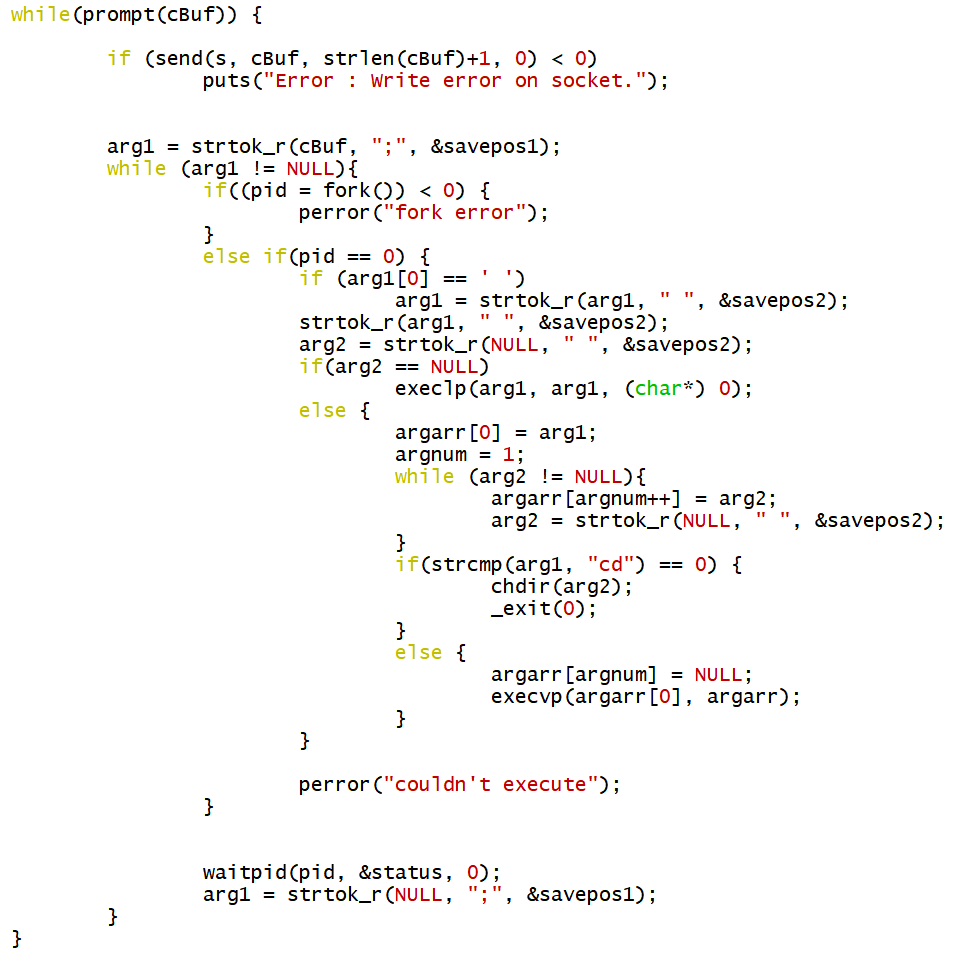 while(prompt(cBuf)) {
if (send(s, cBuf, strlen(cBuf)+1, 0) < 0)
puts("Error : Write error on socket.");
arg1 = strtok_r(cBuf, ";", &savepos1);
while (arg1 != NULL){
if((pid = fork()) < 0) {
perror("fork error");
}
else if(pid == 0) {
if (arg1[0] == ' ')
arg1 = strtok_r(arg1, " ", &savepos2);
strtok_r(arg1, " ", &savepos2);
arg2 = strtok_r(NULL, " ", &savepos2);
if(arg2 == NULL)
execlp(arg1, arg1, (char*) 0);
else {
argarr[0] = arg1;
argnum = 1;
while (arg2 != NULL){
argarr[argnum++] = arg2;
arg2 = strtok_r(NULL, " ", &savepos2);
}
if(strcmp(arg1, "cd") == 0) {
chdir(arg2);
_exit(0);
}
else {
argarr[argnum] = NULL;
execvp(argarr[0], argarr);
}
}
perror("couldn't execute");
}
waitpid(pid, &status, 0);
arg1 = strtok_r(NULL, ";", &savepos1);
}
}